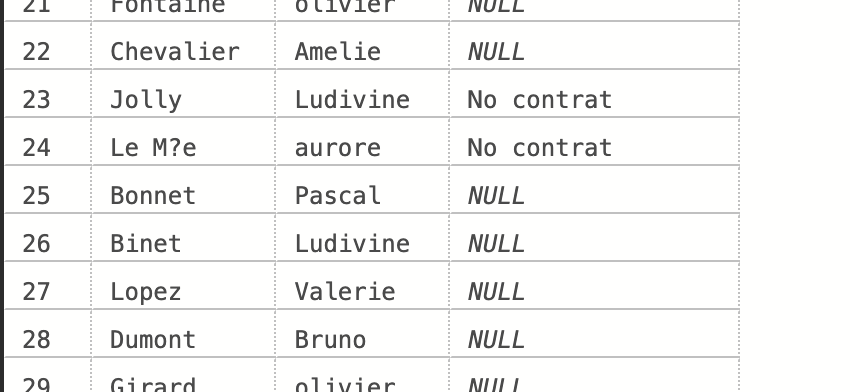 21 Fontaine olivier NULL
22 Chevalier Amelie NULL
23 Jolly Ludivine No contrat
24 Le M?e aurore No contrat
25 Bonnet Pascal NULL
26 Binet Ludivine NULL
27 Lopez Valerie NULL
28 Dumont Bruno NULL
29 Girard olivier NULL